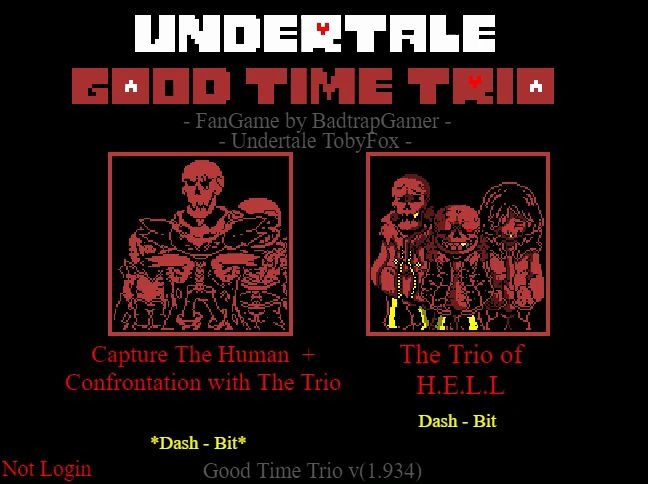 UNDERTALE
GOOD TIME TRIO
- FanGame by BadtrapGamer -
- Undertale TobyFox -
Capture The Human +
Confrontation with The Trio
The Trio of
H.E.L.L
Dash - Bit
*Dash - Bit*
Not Login
Good Time Trio v(1.934)